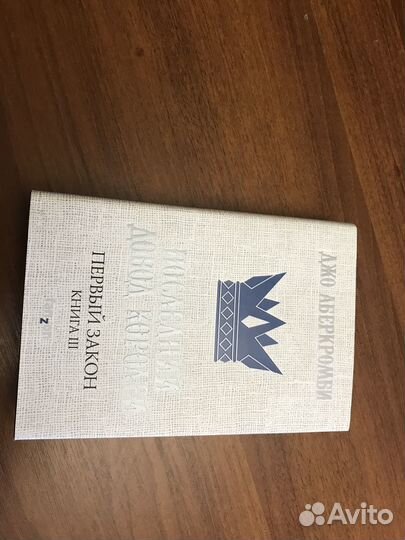 ДЖО АБЕРКРОМБИ
ПОСЛЕДНИЙ
ДОВОД КОРОЛЕЙ
ПЕРВЫЙ ЗАКОН
КНИГА III
Avito